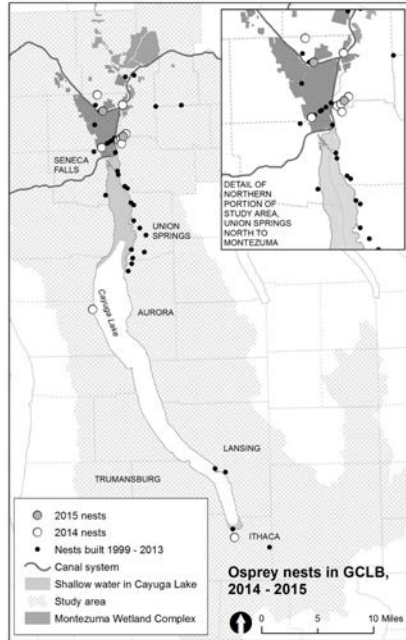 DETAIL OF
NORTHERN
PORTION OF
STUDY AREA,
UNION SPRINGS
NORTH TO
MONTEZUMA
SENECA
FALLS
UNION
SPRINGS
Cayuga Lake
AURORA
LANSING
TRUMANSBURG
ITHACA
2015 nests
2014 nests
Nests built 1999 - 2013
Canal system
Shallow water in Cayuga Lake
Study area
Montezuma Wetland Complex
Osprey nests in GCLB,
2014 - 2015
0 5 10 Miles